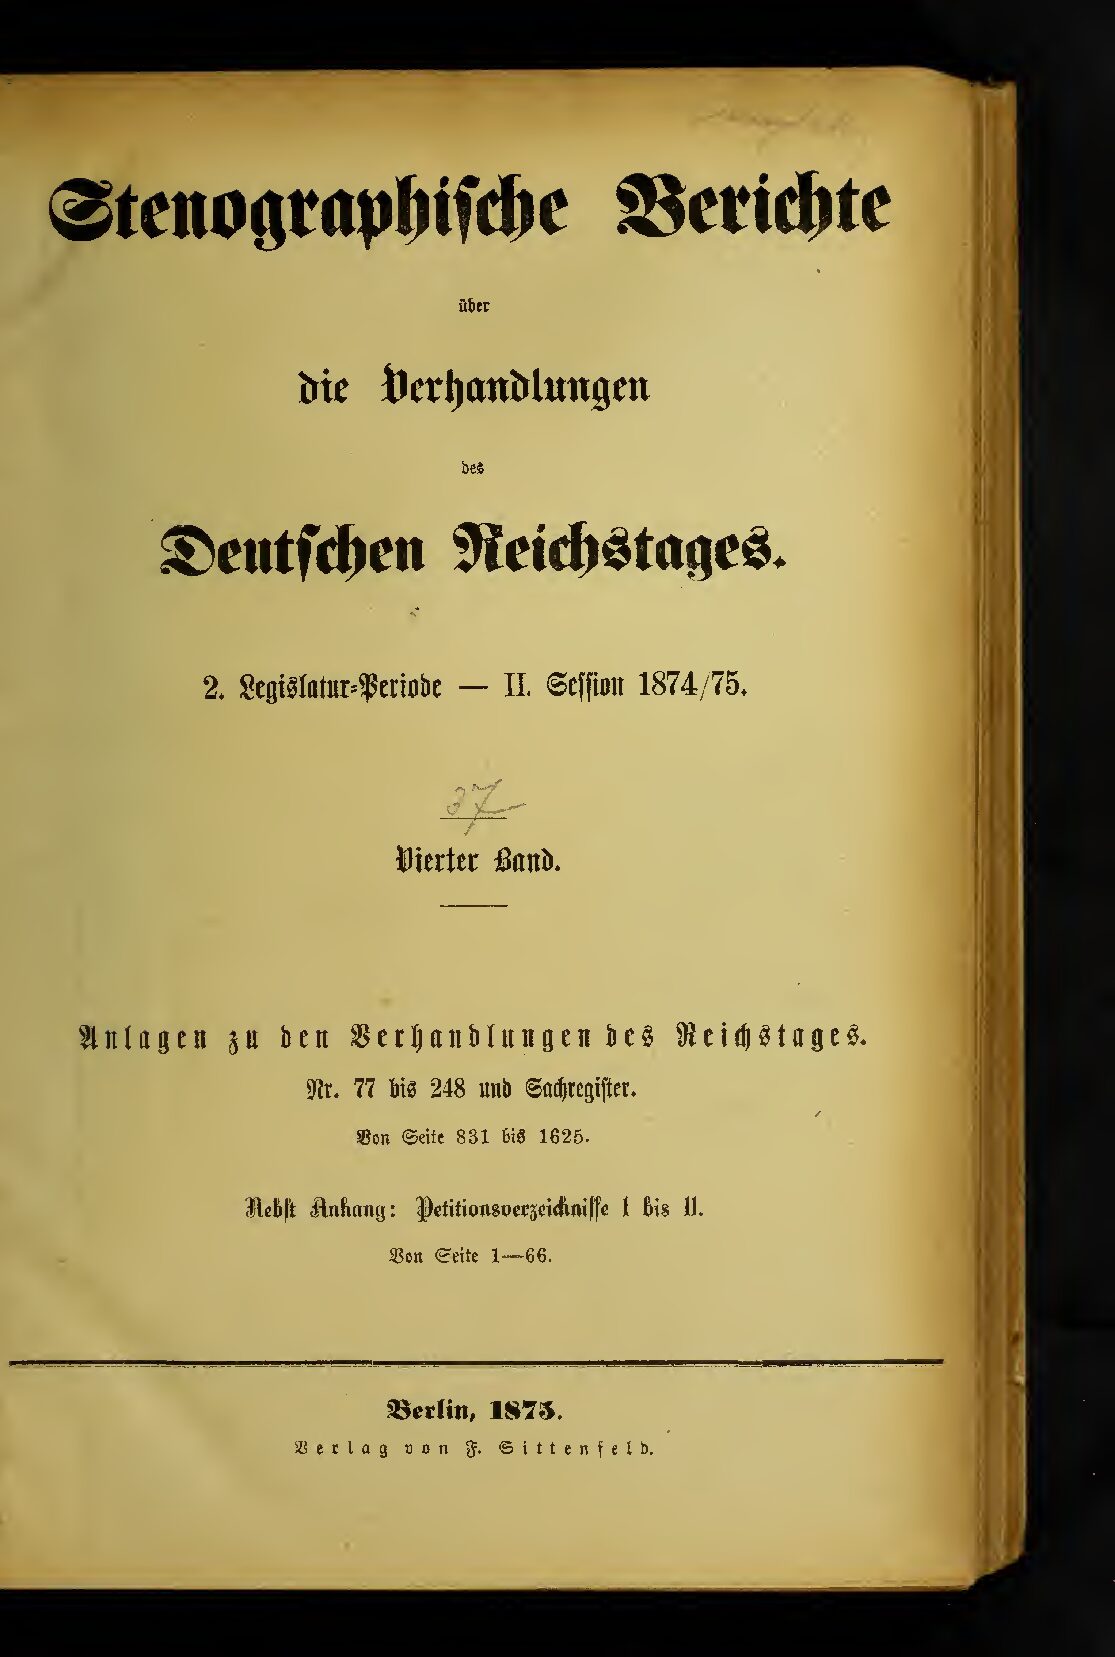 Stenographische Berichte
über
die Verhandlungen
des
Deutschen Reichstages.
2. Legislatur-Periode — II. Session 1874/75.
37
Vierter Band.
Anlagen zu den Verhandlungen des Reichstages.
Nr. 77 bis 248 und Sachregister.
Von Seite 831 bis 1625.
Nebst Anhang: Petitionsverzeichnisse I bis II.
Von Seite 1—66.
Berlin, 1875.
Verlag von F. Sittenfeld.